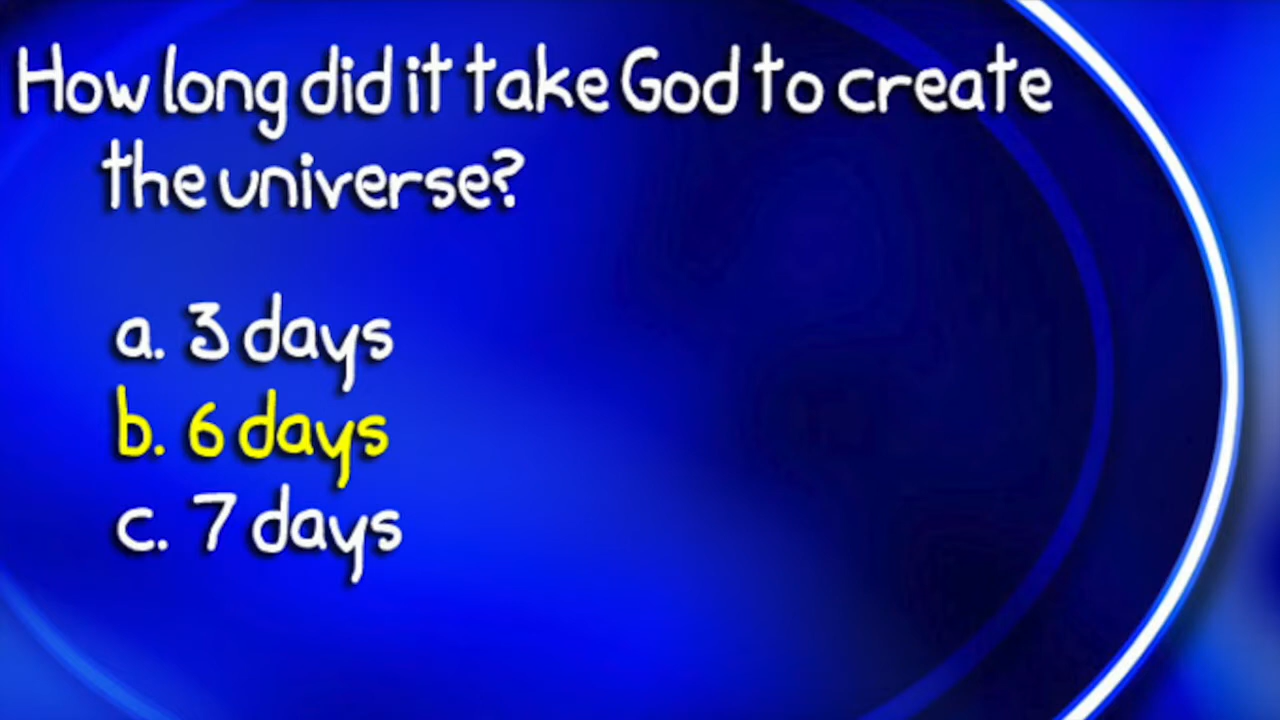 How long did it take God to create
the universe?
a. 3 days
b. 6 days
c. 7 days